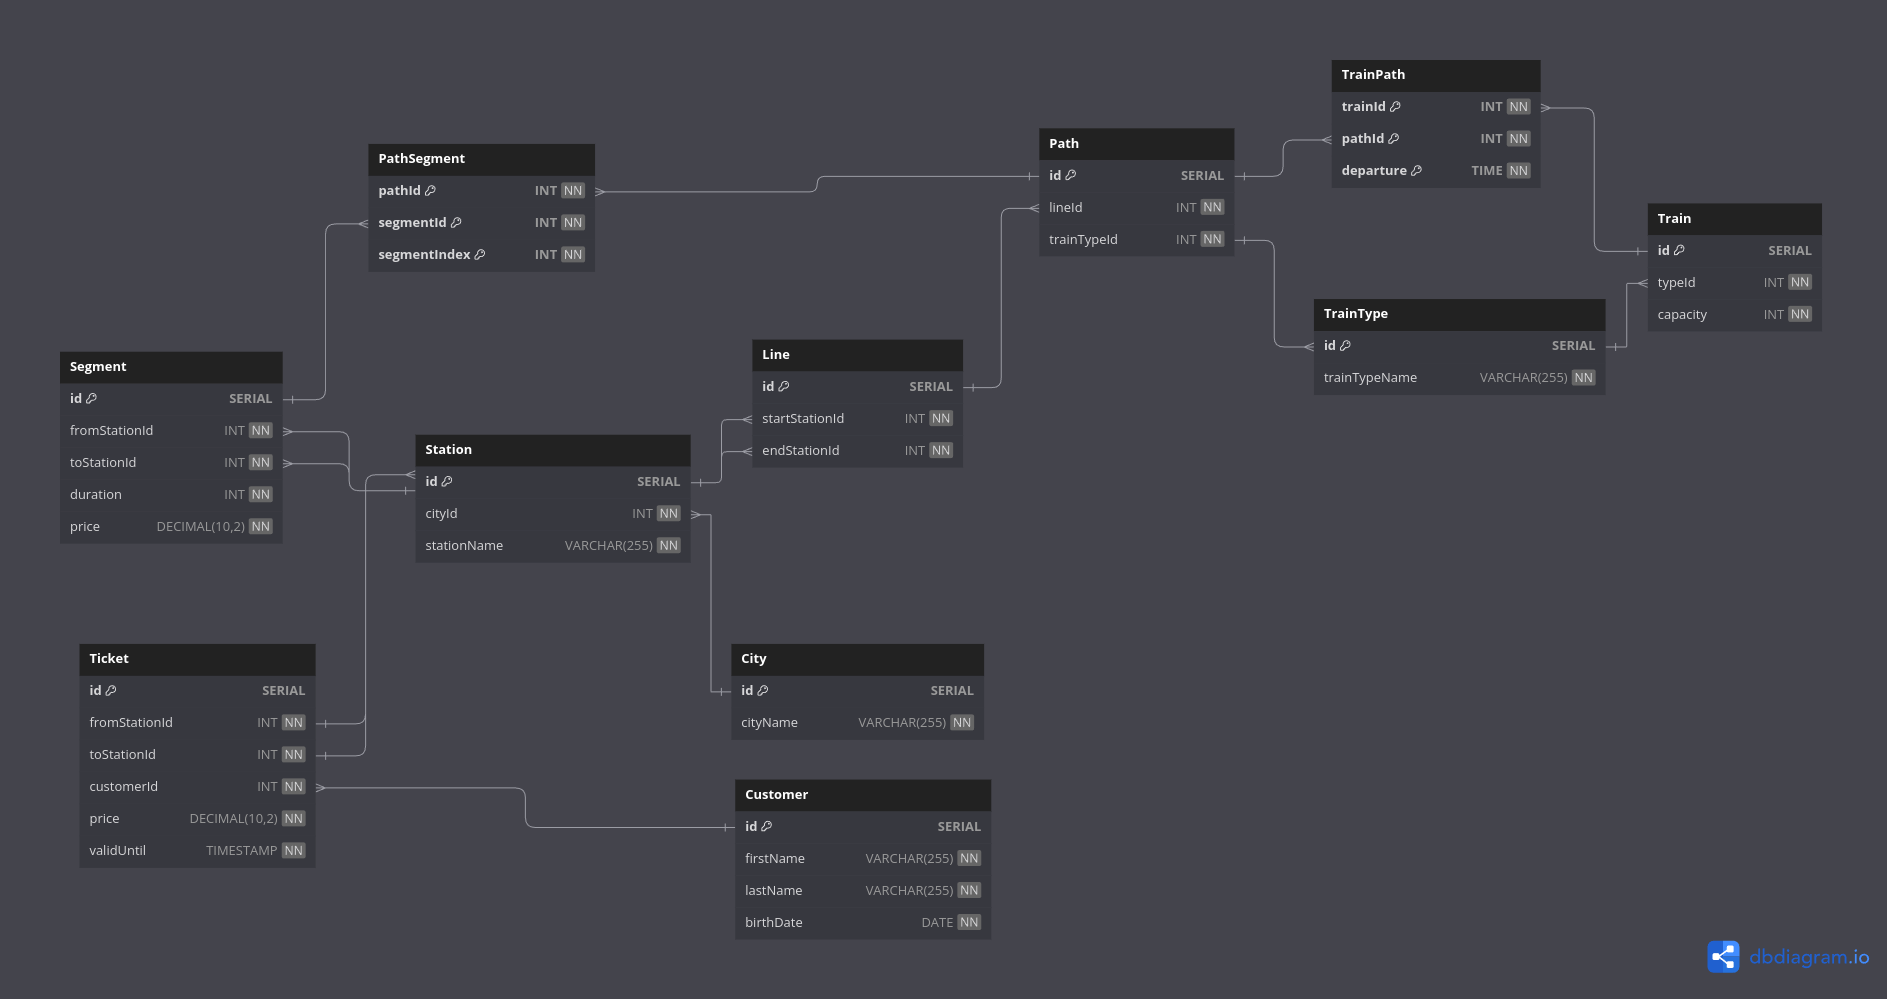 TrainPath
trainId INT NN
pathId INT NN
departure TIME NN
Path
id SERIAL
lineId INT NN
trainTypeId INT NN
PathSegment
pathId INT NN
segmentId INT NN
segmentIndex INT NN
Train
id SERIAL
typeId INT NN
capacity INT NN
TrainType
id SERIAL
trainTypeName VARCHAR(255) NN
Line
id SERIAL
startStationId INT NN
endStationId INT NN
Segment
id SERIAL
fromStationId INT NN
toStationId INT NN
duration INT NN
price DECIMAL(10,2) NN
Station
id SERIAL
cityId INT NN
stationName VARCHAR(255) NN
Ticket
id SERIAL
fromStationId INT NN
toStationId INT NN
customerId INT NN
price DECIMAL(10,2) NN
validUntil TIMESTAMP NN
City
id SERIAL
cityName VARCHAR(255) NN
Customer
id SERIAL
firstName VARCHAR(255) NN
lastName VARCHAR(255) NN
birthDate DATE NN
dbdiagram.io